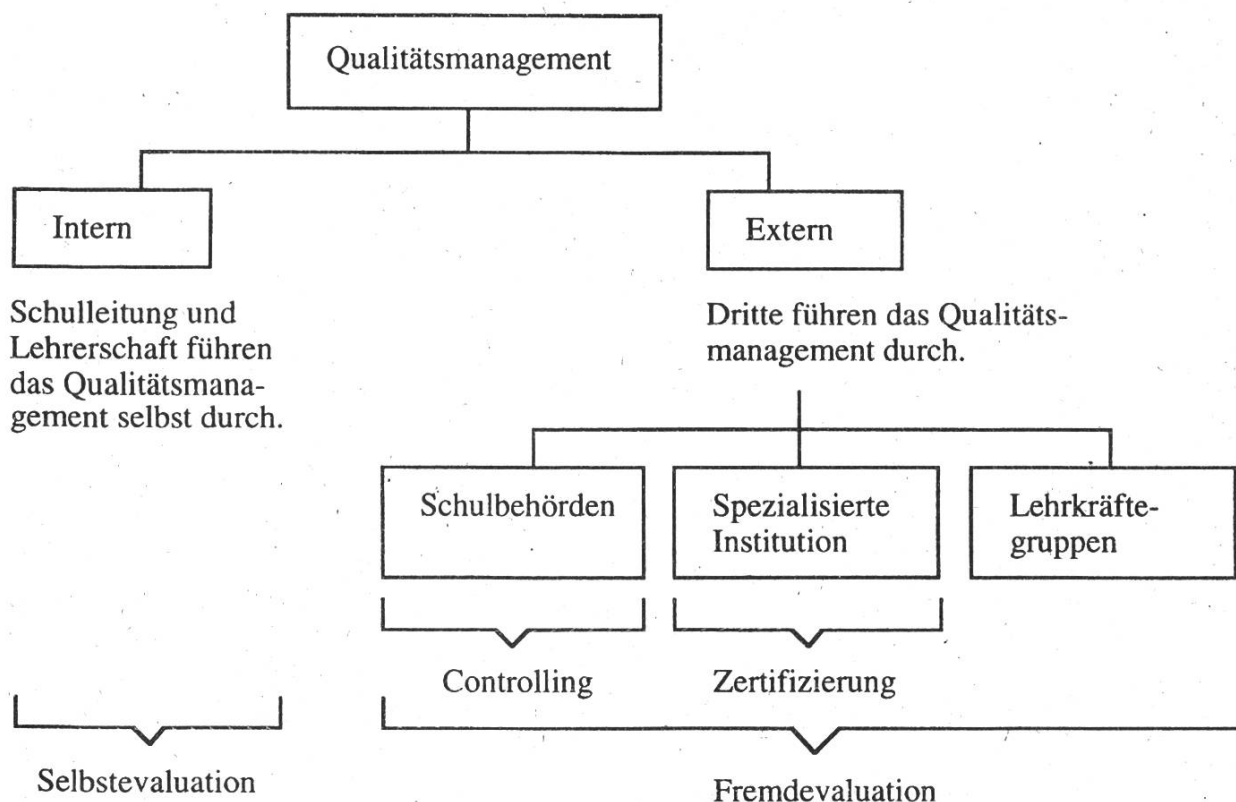 Qualitätsmanagement
Intern
Extern
Schulleitung und
Lehrerschaft führen
das Qualitätsmana-
gement selbst durch.
Dritte führen das Qualitäts-
management durch.
Schulbehörden
Spezialisierte
Institution
Lehrkräfte-
gruppen
Controlling
Zertifizierung
Selbstevaluation
Fremdevaluation